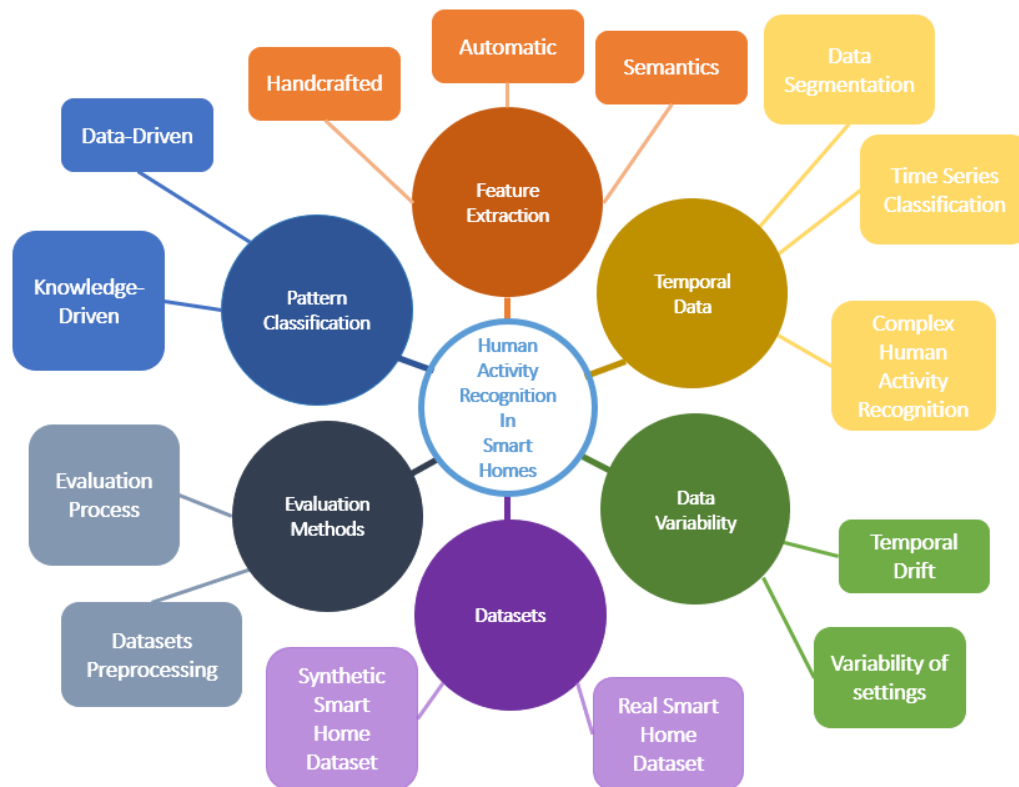 Automatic
Handcrafted
Semantics
Data
Segmentation
Data-Driven
Feature
Extraction
Time Series
Classification
Knowledge-
Driven
Pattern
Classification
Temporal
Data
Human
Activity
Recognition
In
Smart
Homes
Complex
Human
Activity
Recognition
Evaluation
Process
Evaluation
Methods
Data
Variability
Temporal
Drift
Datasets
Datasets
Preprocessing
Synthetic
Smart
Home
Dataset
Real Smart
Home
Dataset
Variability of
settings